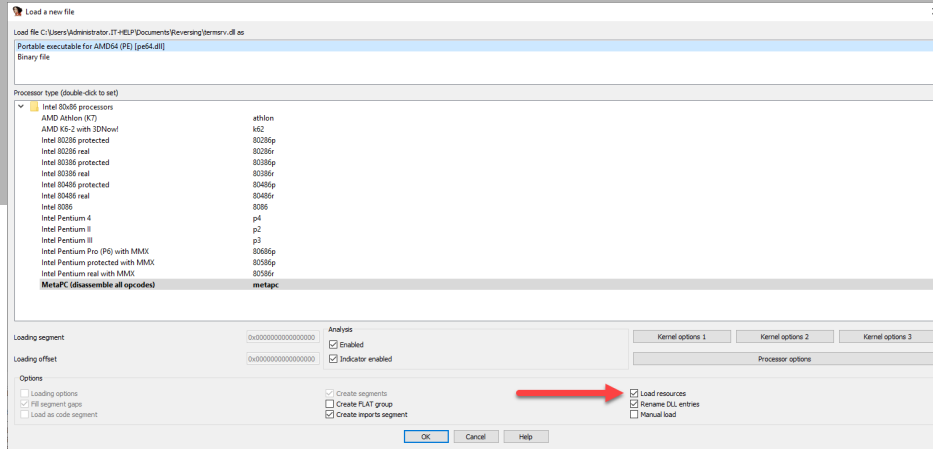 Load a new file
Load file C:\Users\Administrator.IT-HELP\Documents\Reversing\termsrv.dll as
Portable executable for AMD64 (PE) [pe64.dll]
Binary file
Processor type (double-click to set)
Intel 80x86 processors
AMD Athlon (K7) athlon
AMD K6-2 with 3DNow! k62
Intel 80286 protected 80286p
Intel 80286 real 80286r
Intel 80386 protected 80386p
Intel 80386 real 80386r
Intel 80486 protected 80486p
Intel 80486 real 80486r
Intel 8086 8086
Intel Pentium 4 p4
Intel Pentium II p2
Intel Pentium III p3
Intel Pentium Pro (P6) with MMX 80686p
Intel Pentium protected with MMX 80586p
Intel Pentium real with MMX 80586r
MetaPC (disassemble all opcodes) metapc
Analysis
Loading segment 0x0000000000000000 Enabled Kernel options 1 Kernel options 2 Kernel options 3
Loading offset 0x0000000000000000 Indicator enabled Processor options
Options
Loading options Create segments Load resources
Fill segment gaps Create FLAT group Rename DLL entries
Load as code segment Create imports segment Manual load
OK Cancel Help